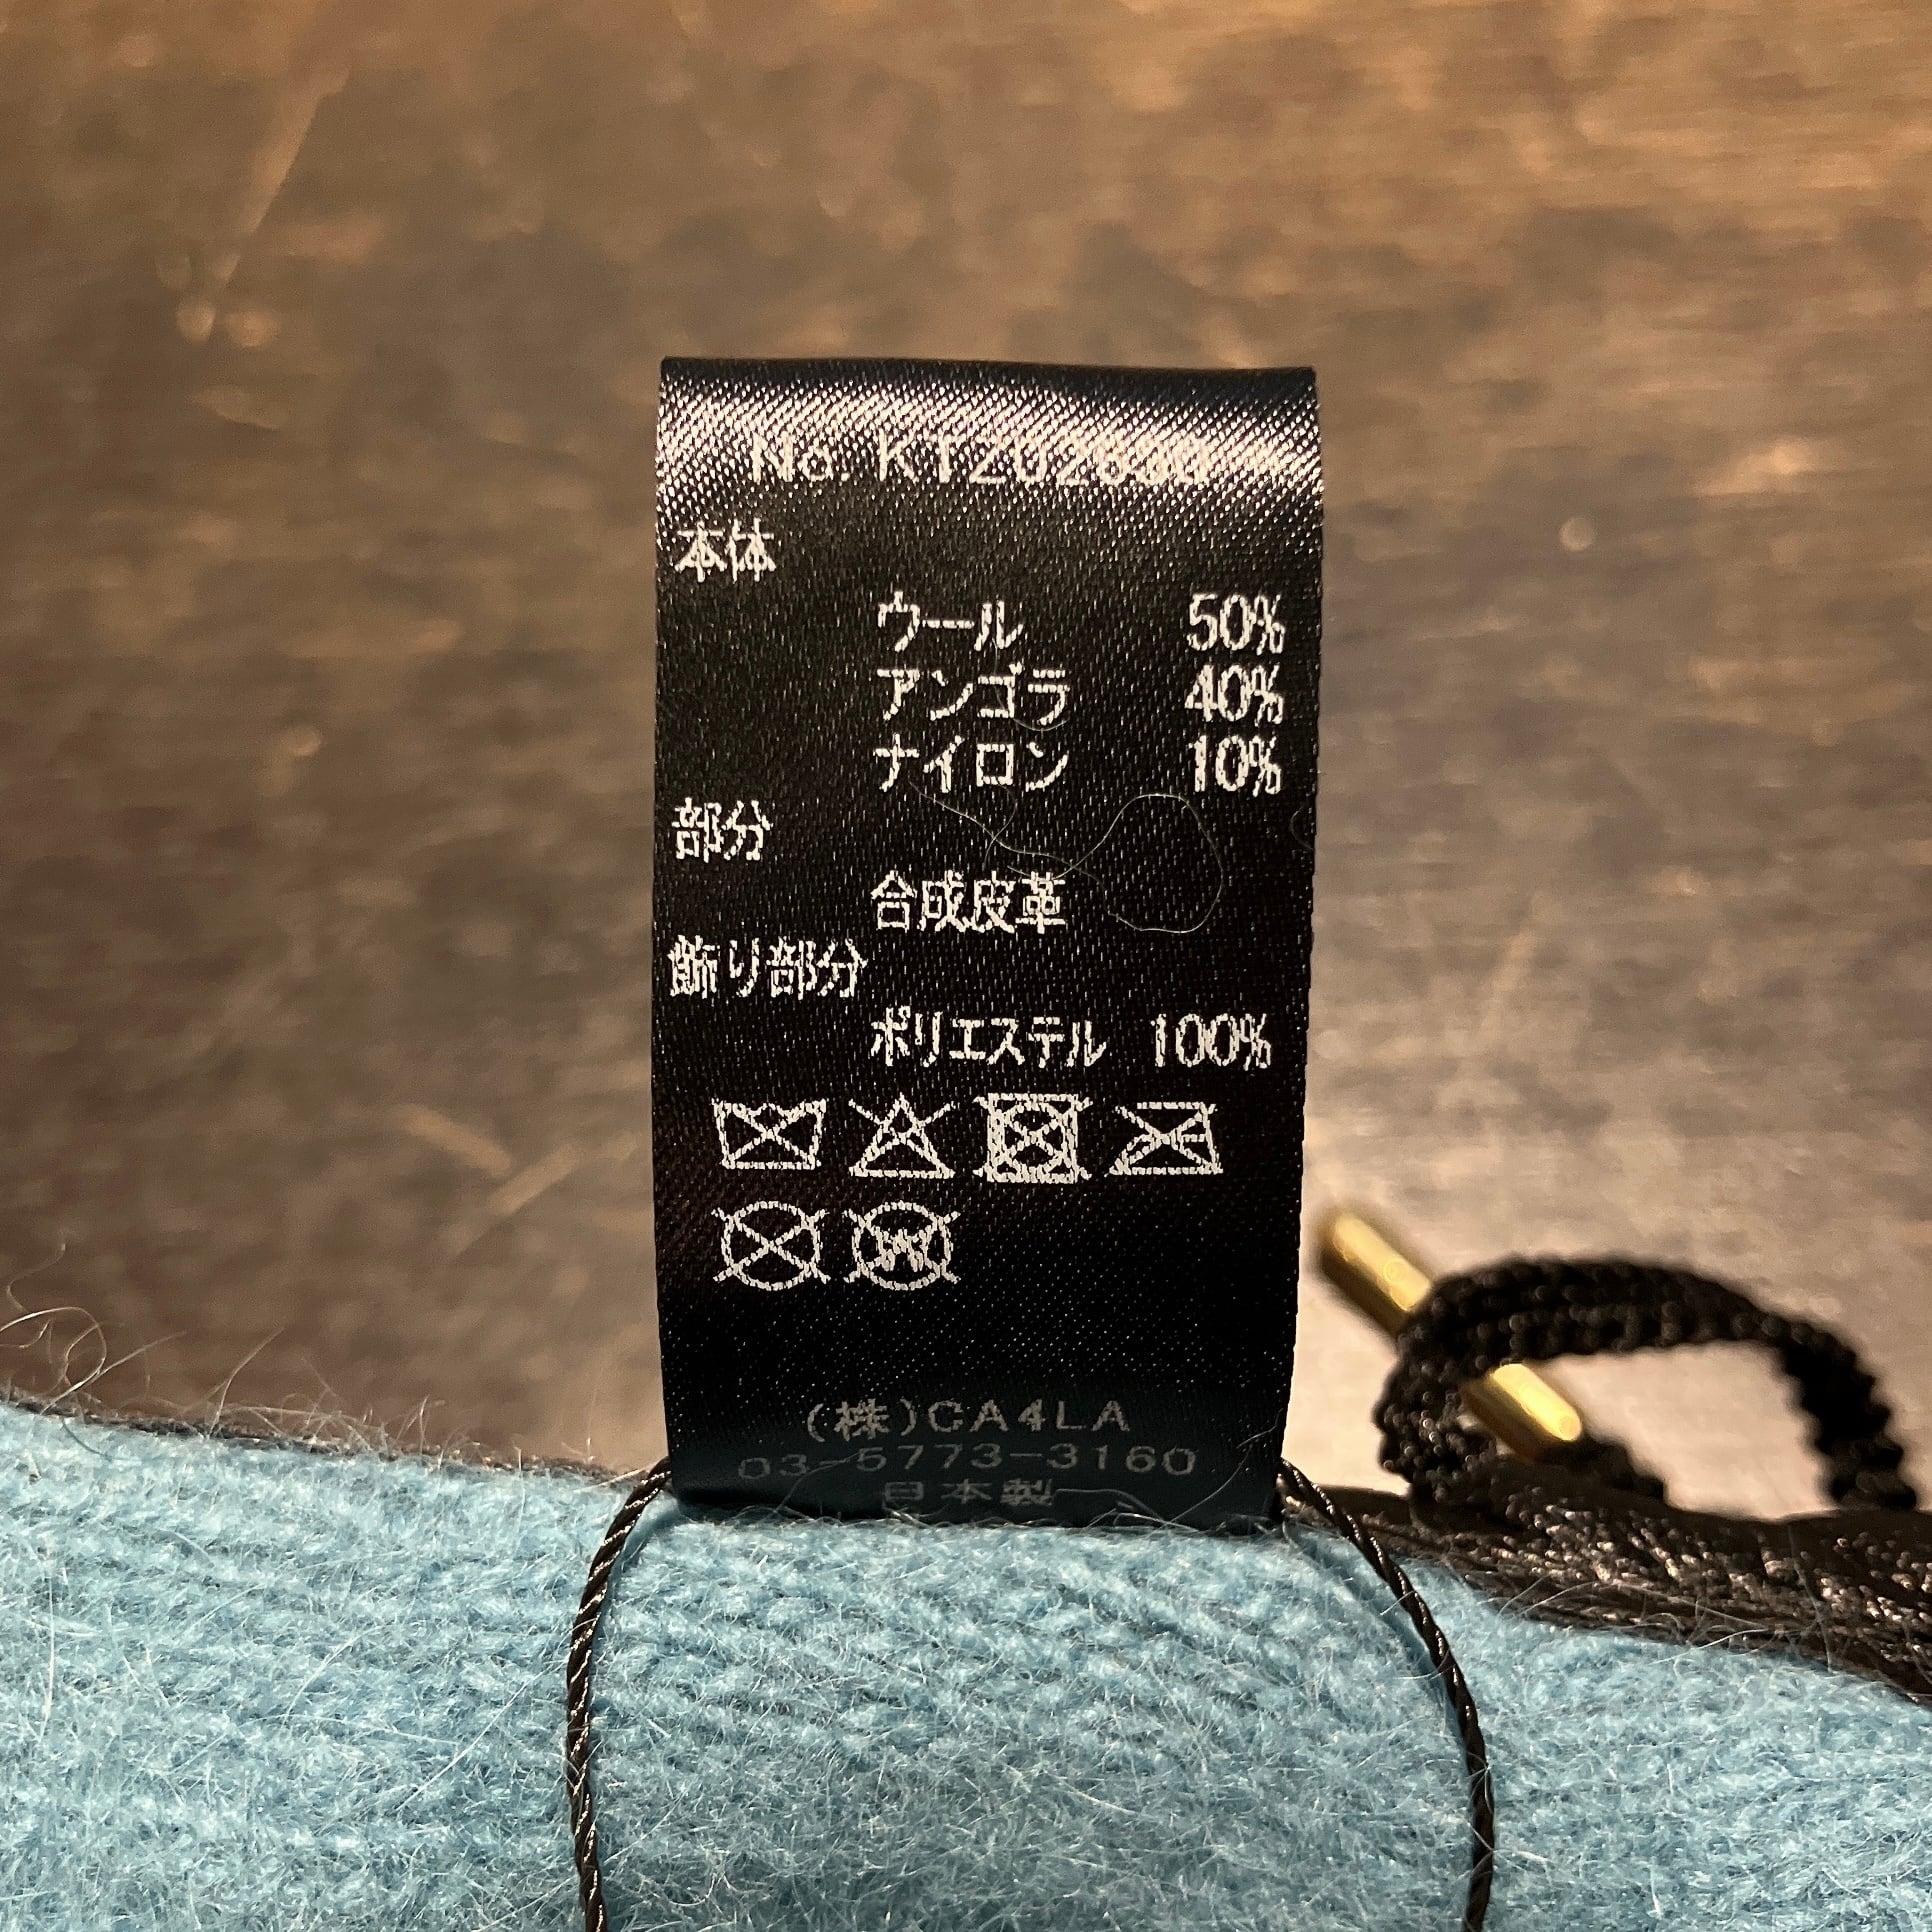 本体
ウール 50%
アンゴラ 40%
ナイロン 10%
部分
合成皮革
飾り部分
ポリエステル 100%
(株)CA4LA
03-5773-3160
日本製